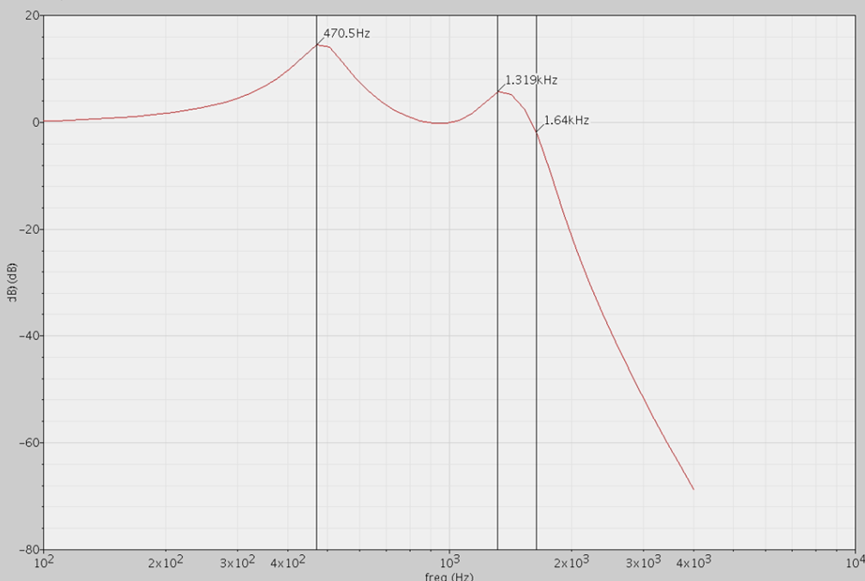 20
470.5Hz
1.319kHz
1.64kHz
0
−20
−40
−60
−80
dB) (dB)
10² 2x10² 3x10² 4x10² 10³ 2x10³ 3x10³ 4x10³ 10⁴
freq (Hz)